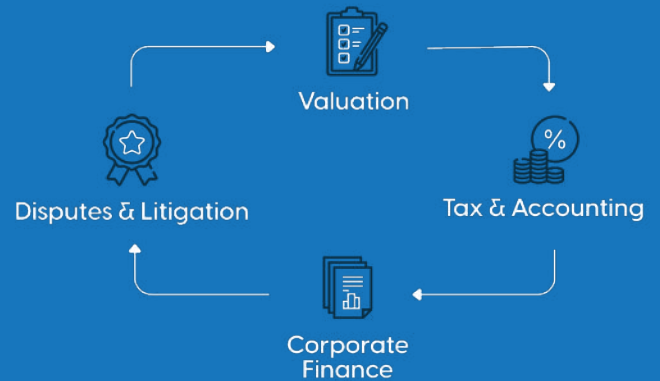 Valuation
%
Disputes & Litigation
Tax & Accounting
Corporate
Finance